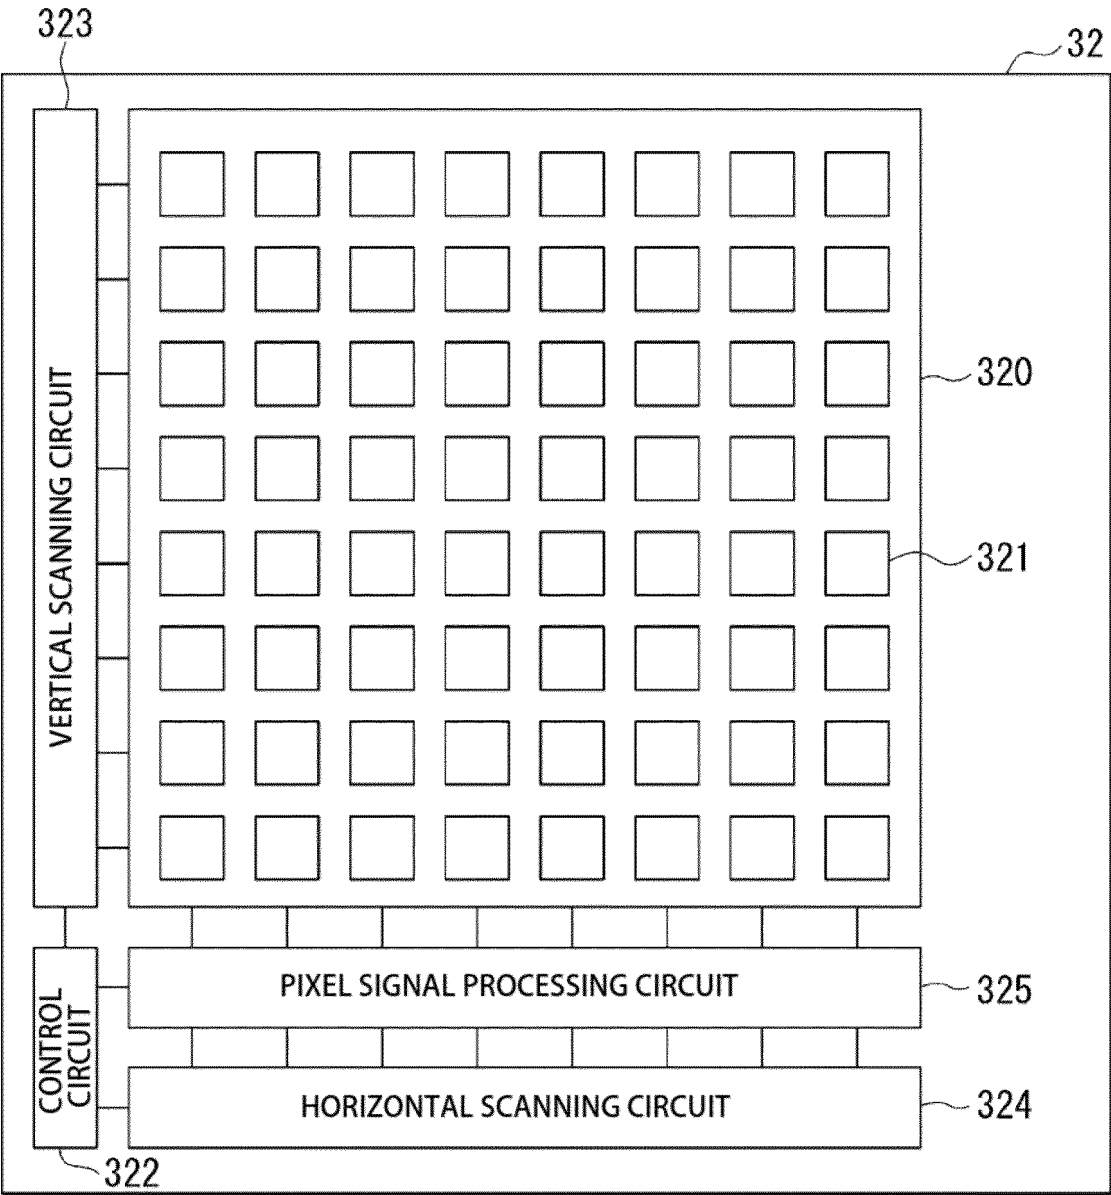 323
32
320
VERTICAL SCANNING CIRCUIT
321
PIXEL SIGNAL PROCESSING CIRCUIT
325
CONTROL
CIRCUIT
HORIZONTAL SCANNING CIRCUIT
324
322